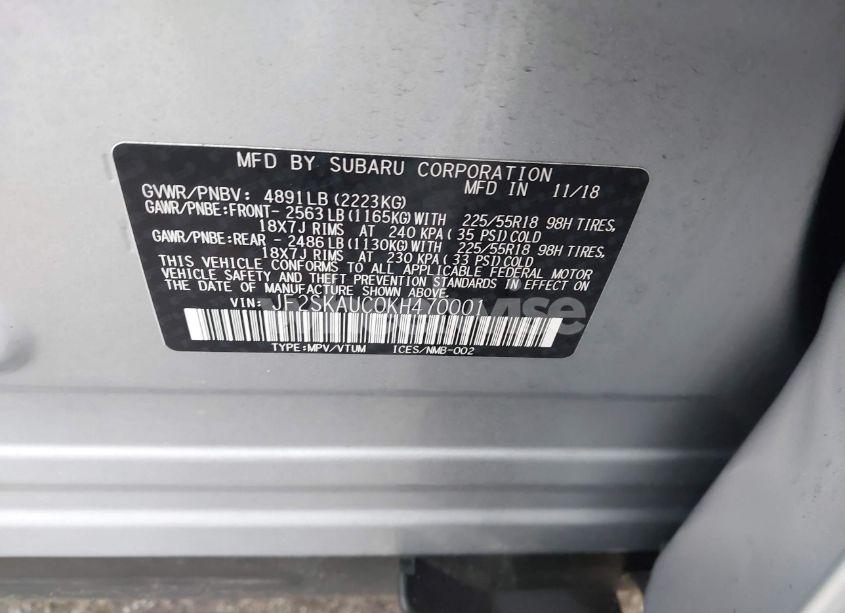 MFD BY SUBARU CORPORATION
MFD IN 11/18
GVWR/PNBV: 4891LB(2223KG)
GAWR/PNBE:FRONT-2563LB(1165KG)WITH 225/55R18 98H TIRES,
18X7J RIMS AT 240 KPA(35 PSI)COLD
GAWR/PNBE:REAR -2486LB(1130KG)WITH 225/55R18 98H TIRES,
18X7J RIMS AT 230 KPA(33 PSI)COLD
THIS VEHICLE CONFORMS TO ALL APPLICABLE FEDERAL MOTOR
VEHICLE SAFETY AND THEFT PREVENTION STANDARDS IN EFFECT ON
THE DATE OF MANUFACTURE SHOWN ABOVE.
VIN: JF2SKAUC0KH470001
TYPE:MPV/VTUM ICES/NMB-002